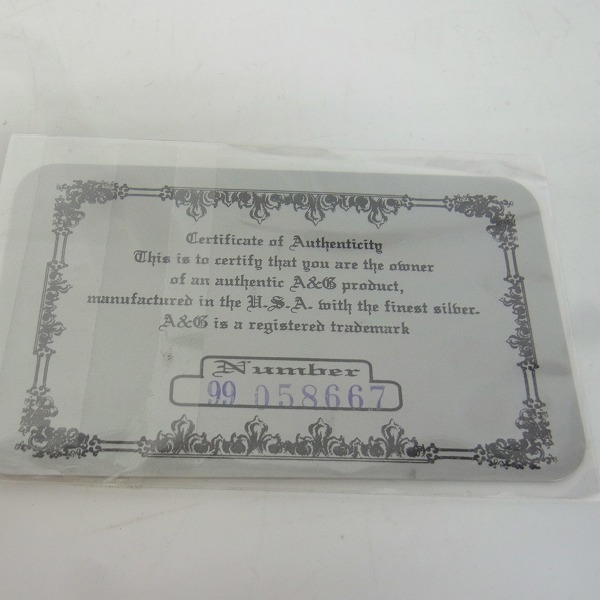 Certificate of Authenticity
This is to certify that you are the owner
of an authentic A&G product,
manufactured in the U.S.A. with the finest silver.
A&G is a registered trademark
Number
99 058667